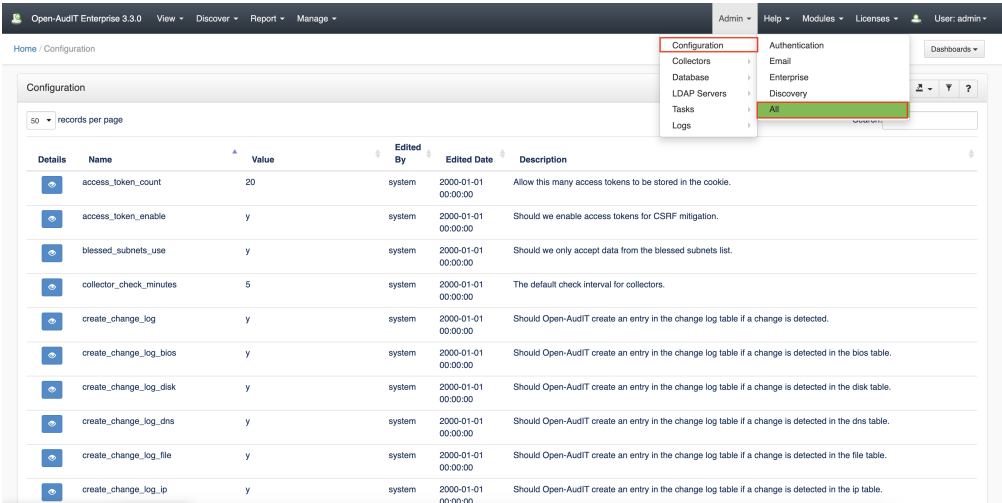 Open-AudIT Enterprise 3.3.0 View Discover Report Manage Admin Help Modules Licenses User: admin
Home / Configuration
Dashboards
Configuration
Collectors
Database
LDAP Servers
Tasks
Logs
Authentication
Email
Enterprise
Discovery
All
Configuration
?
50 records per page
Search:
Details Name Value Edited By Edited Date Description
access_token_count 20 system 2000-01-01 00:00:00 Allow this many access tokens to be stored in the cookie.
access_token_enable y system 2000-01-01 00:00:00 Should we enable access tokens for CSRF mitigation.
blessed_subnets_use y system 2000-01-01 00:00:00 Should we only accept data from the blessed subnets list.
collector_check_minutes 5 system 2000-01-01 00:00:00 The default check interval for collectors.
create_change_log y system 2000-01-01 00:00:00 Should Open-AudIT create an entry in the change log table if a change is detected.
create_change_log_bios y system 2000-01-01 00:00:00 Should Open-AudIT create an entry in the change log table if a change is detected in the bios table.
create_change_log_disk y system 2000-01-01 00:00:00 Should Open-AudIT create an entry in the change log table if a change is detected in the disk table.
create_change_log_dns y system 2000-01-01 00:00:00 Should Open-AudIT create an entry in the change log table if a change is detected in the dns table.
create_change_log_file y system 2000-01-01 00:00:00 Should Open-AudIT create an entry in the change log table if a change is detected in the file table.
create_change_log_ip y system 2000-01-01 00:00:00 Should Open-AudIT create an entry in the change log table if a change is detected in the ip table.